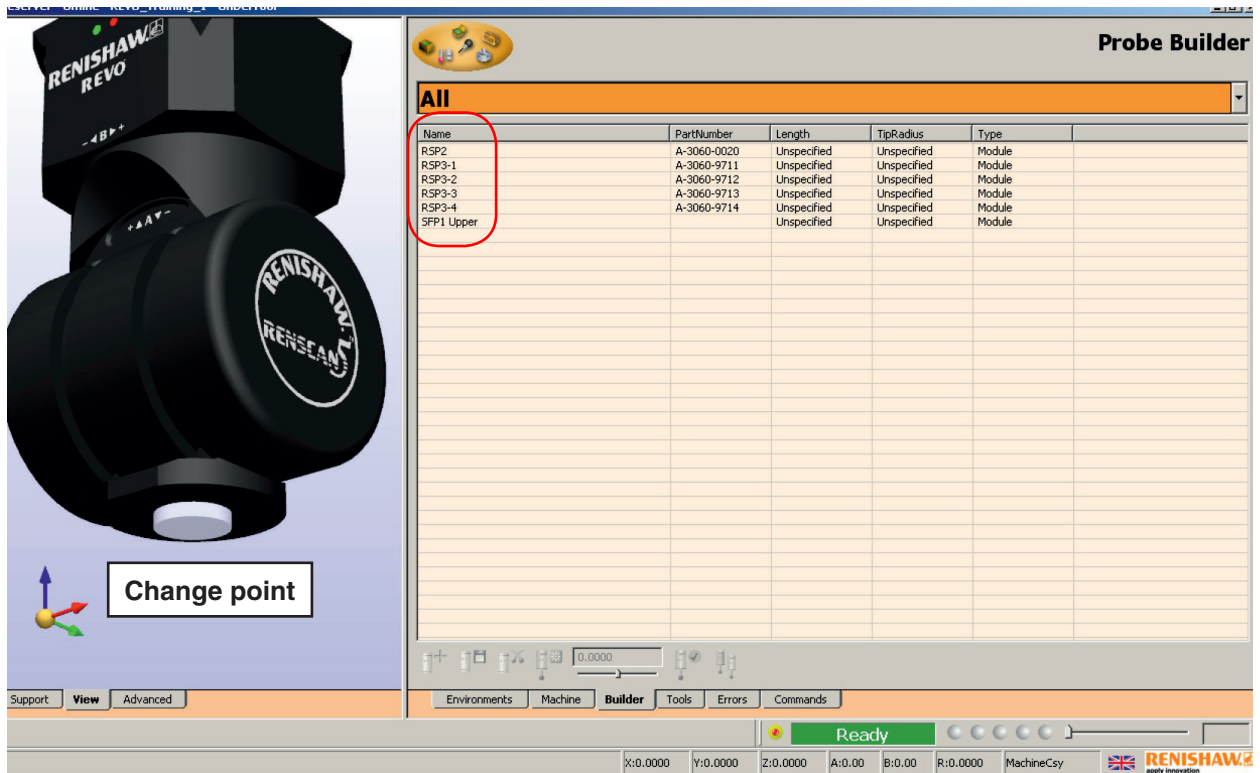 Probe Builder
RENISHAW.
REVO
-◄B►+
+▲A▼-
RENISHAW.
RENSCAN5
Change point
All
Name PartNumber Length TipRadius Type
RSP2 A-3060-0020 Unspecified Unspecified Module
RSP3-1 A-3060-9711 Unspecified Unspecified Module
RSP3-2 A-3060-9712 Unspecified Unspecified Module
RSP3-3 A-3060-9713 Unspecified Unspecified Module
RSP3-4 A-3060-9714 Unspecified Unspecified Module
SFP1 Upper Unspecified Unspecified Module
0.0000
Support View Advanced
Environments Machine Builder Tools Errors Commands
Ready
X:0.0000 Y:0.0000 Z:0.0000 A:0.00 B:0.00 R:0.0000 MachineCsy
RENISHAW.
apply innovation